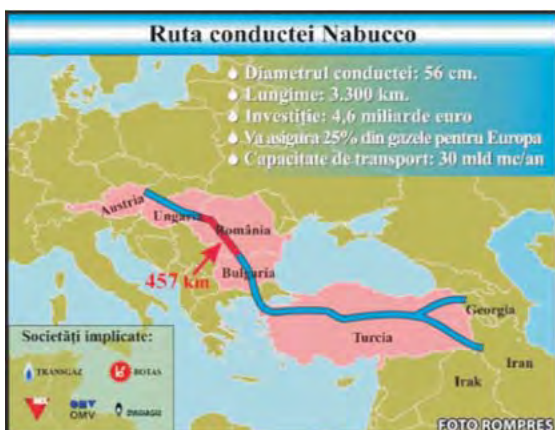 Ruta conductei Nabucco
Diametrul conductei: 56 cm.
Lungime: 3.300 km.
Investiție: 4,6 miliarde euro
Va asigura 25% din gazele pentru Europa
Capacitate de transport: 30 mld mc/an
Austria
Ungaria
România
457 km
Bulgaria
Georgia
Turcia
Iran
Irak
Societăți implicate:
TRANSGAZ
BOTAS
OMV
FOTO ROMPRES